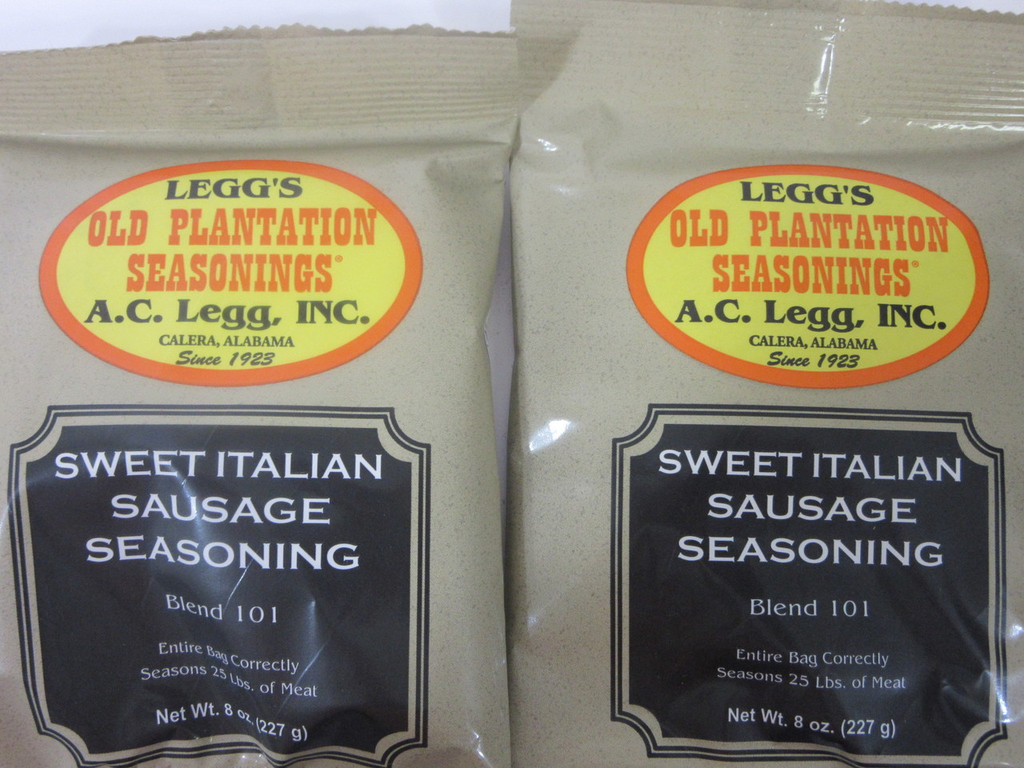 LEGG'S
OLD PLANTATION
SEASONINGS®
A.C. Legg, INC.
CALERA, ALABAMA
Since 1923
SWEET ITALIAN
SAUSAGE
SEASONING
Blend 101
Entire Bag Correctly
Seasons 25 Lbs. of Meat
Net Wt. 8 oz. (227 g)
LEGG'S
OLD PLANTATION
SEASONINGS®
A.C. Legg, INC.
CALERA, ALABAMA
Since 1923
SWEET ITALIAN
SAUSAGE
SEASONING
Blend 101
Entire Bag Correctly
Seasons 25 Lbs. of Meat
Net Wt. 8 oz. (227 g)